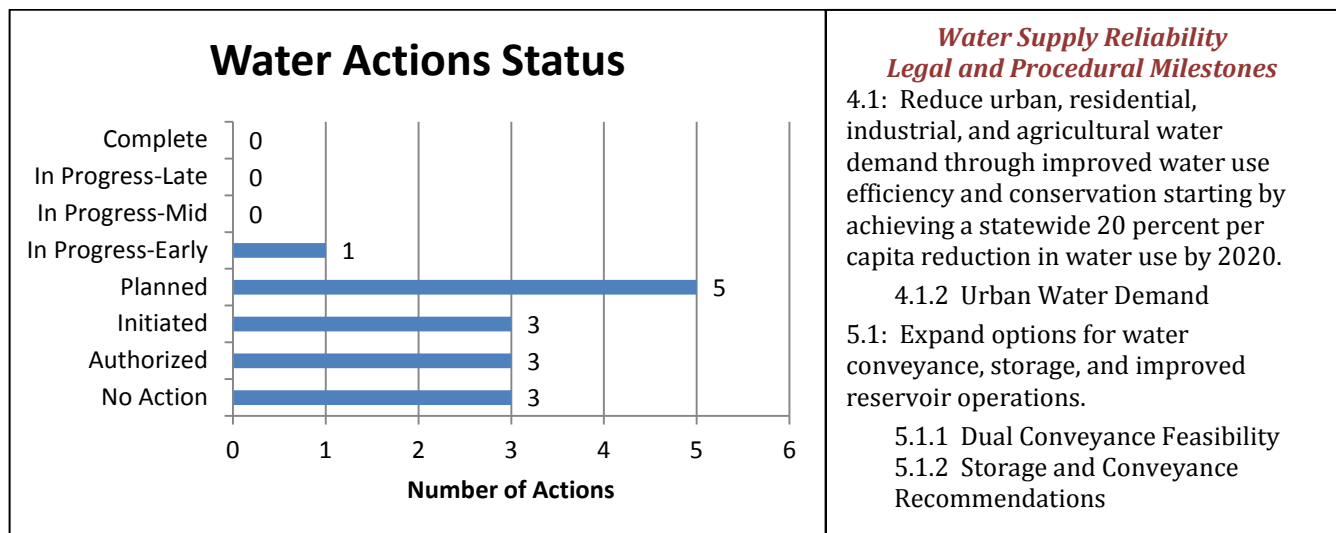 Water Actions Status
Complete 0
In Progress-Late 0
In Progress-Mid 0
In Progress-Early 1
Planned 5
Initiated 3
Authorized 3
No Action 3
0 1 2 3 4 5 6
Number of Actions
Water Supply Reliability
Legal and Procedural Milestones
4.1: Reduce urban, residential,
industrial, and agricultural water
demand through improved water use
efficiency and conservation starting by
achieving a statewide 20 percent per
capita reduction in water use by 2020.
4.1.2 Urban Water Demand
5.1: Expand options for water
conveyance, storage, and improved
reservoir operations.
5.1.1 Dual Conveyance Feasibility
5.1.2 Storage and Conveyance
Recommendations